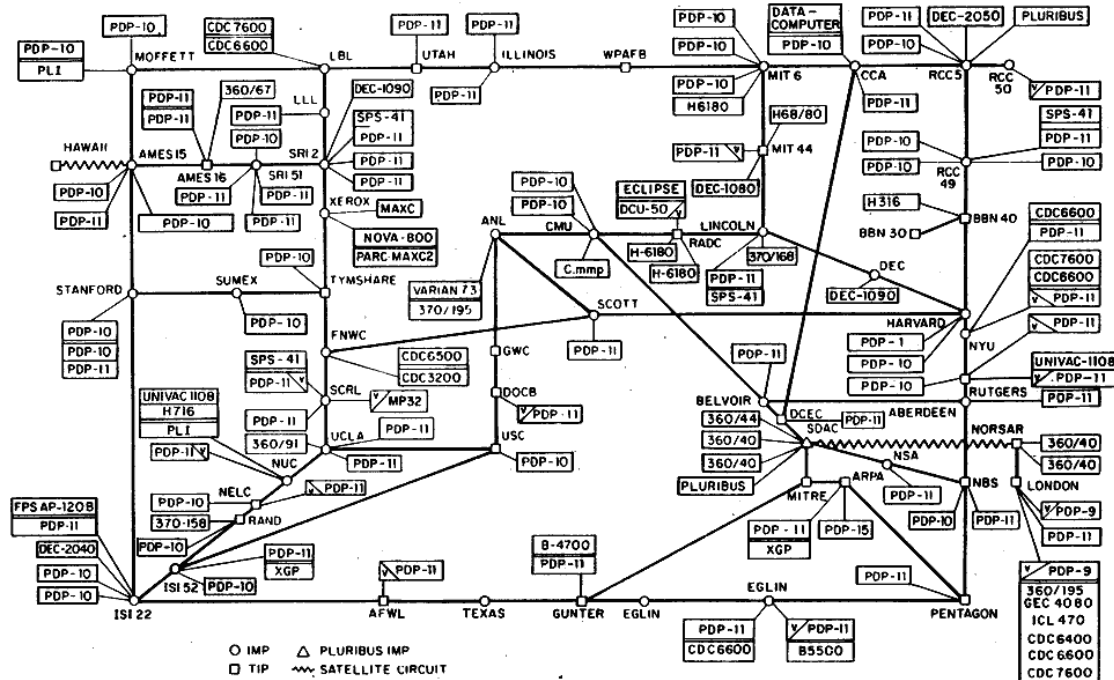 PDP-10
PLI
PDP-10
MOFFETT
CDC7600
CDC6600
LBL
PDP-11
UTAH
PDP-11
ILLINOIS
PDP-11
WPAFB
PDP-10
PDP-10
PDP-10
H6180
MIT 6
DATA-
COMPUTER
PDP-10
CCA
PDP-11
PDP-11
PDP-10
DEC-2050
PLURIBUS
RCC5
RCC
50
PDP-11
HAWAII
PDP-11
PDP-11
360/67
AMES15
AMES16
PDP-10
PDP-11
PDP-10
PDP-10
PDP-11
SRI 51
PDP-11
PDP-11
LLL
PDP-11
DEC-1090
SPS-41
PDP-11
PDP-11
PDP-11
SRI 2
H68/80
PDP-11
MIT 44
DEC-1080
PDP-10
PDP-10
SPS-41
PDP-11
PDP-10
RCC
49
XEROX
MAXC
NOVA-800
PARC-MAXC2
ANL
PDP-10
PDP-10
CMU
C.mmp
ECLIPSE
DCU-50
RADC
H-6180
H-6180
LINCOLN
370/168
PDP-11
SPS-41
H316
BBN 40
BBN 30
CDC6600
PDP-11
CDC7600
CDC6600
PDP-11
PDP-11
STANFORD
PDP-10
PDP-10
PDP-11
SUMEX
PDP-10
PDP-10
TYMSHARE
VARIAN 73
370/195
SCOTT
PDP-11
DEC
DEC-1090
HARVARD
PDP-1
PDP-10
NYU
FNWC
CDC6500
CDC3200
GWC
SPS-41
PDP-11
SCRL
MP32
PDP-11
DOCB
PDP-11
PDP-11
BELVOIR
PDP-10
UNIVAC-1108
PDP-11
RUTGERS
PDP-11
ABERDEEN
DCEC
PDP-11
SDAC
UNIVAC 1108
H716
PLI
PDP-11
NUC
360/91
UCLA
PDP-11
PDP-11
USC
PDP-10
360/44
360/40
360/40
PLURIBUS
NORSAR
360/40
360/40
NSA
PDP-11
MITRE
ARPA
PDP-11
XGP
PDP-15
NBS
PDP-10
PDP-11
LONDON
PDP-9
PDP-11
NELC
PDP-10
PDP-11
370-158
RAND
PDP-10
FPS AP-120B
PDP-11
DEC-2040
PDP-10
PDP-10
ISI 22
ISI 52
PDP-11
XGP
PDP-10
PDP-11
AFWL
TEXAS
B-4700
PDP-11
GUNTER
EGLIN
EGLIN
PDP-11
CDC6600
PDP-11
B5500
PDP-11
PENTAGON
PDP-9
360/195
GEC 4080
ICL 470
CDC6400
CDC6600
CDC7600
IMP
PLURIBUS IMP
TIP
SATELLITE CIRCUIT